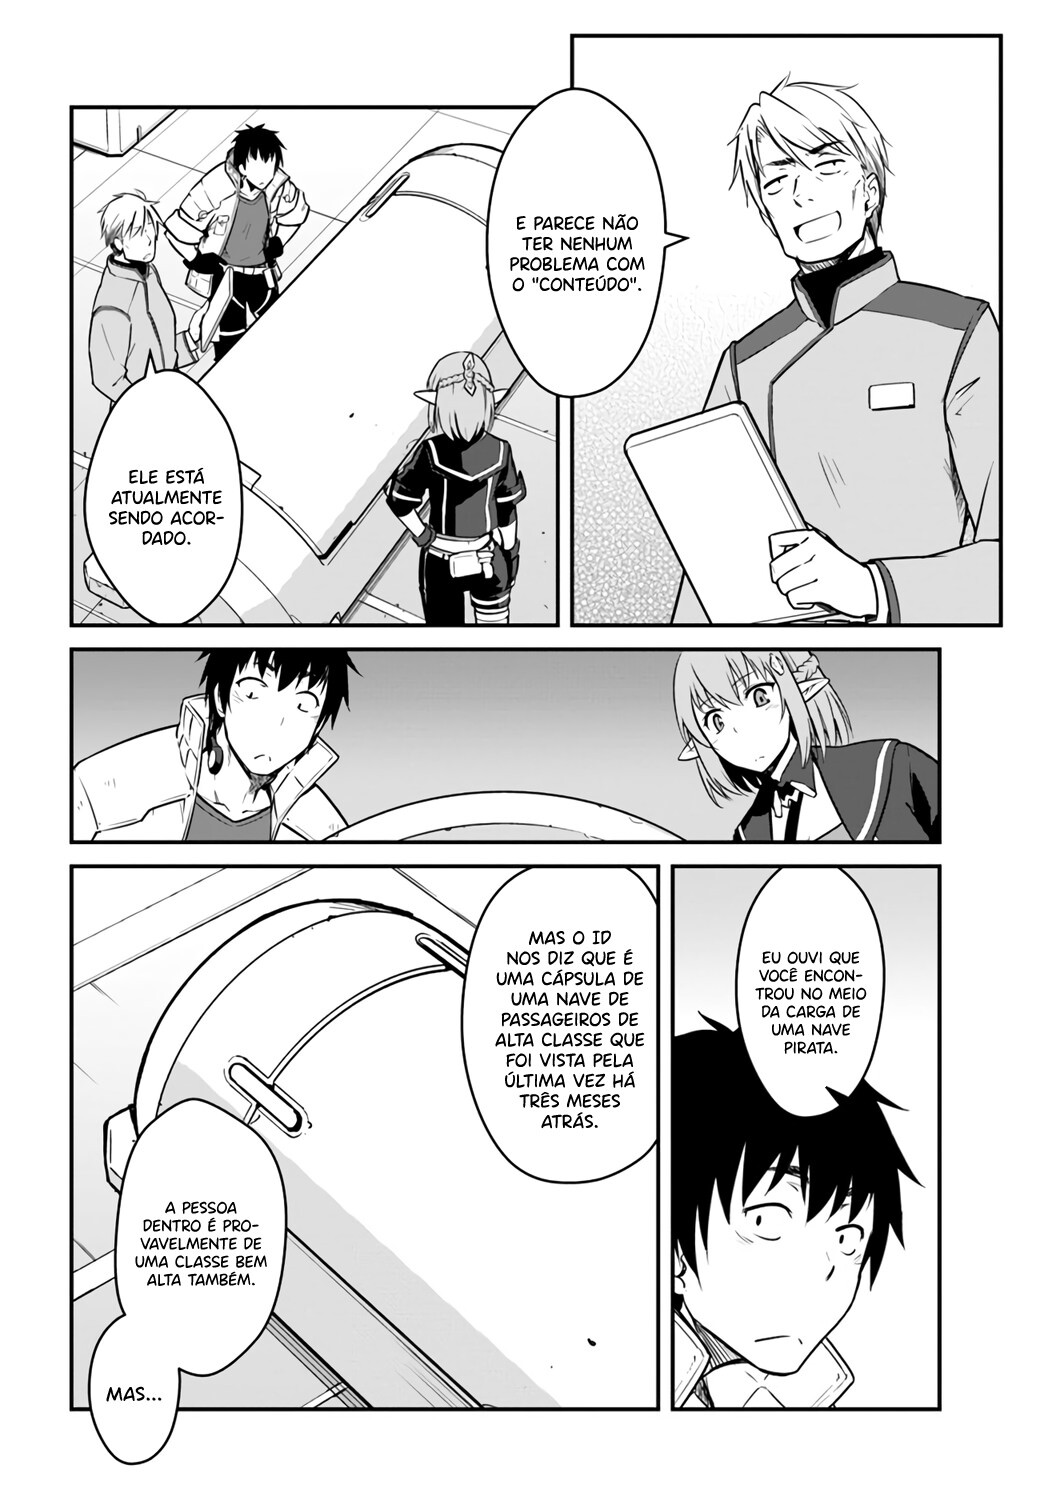 E PARECE NÃO
TER NENHUM
PROBLEMA COM
O "CONTEÚDO".
ELE ESTÁ
ATUALMENTE
SENDO ACOR-
DADO.
EU OUVI QUE
VOCÊ ENCON-
TROU NO MEIO
DA CARGA DE
UMA NAVE
PIRATA.
MAS O ID
NOS DIZ QUE É
UMA CÁPSULA DE
UMA NAVE DE
PASSAGEIROS DE
ALTA CLASSE QUE
FOI VISTA PELA
ÚLTIMA VEZ HÁ
TRÊS MESES
ATRÁS.
A PESSOA
DENTRO É PRO-
VAVELMENTE DE
UMA CLASSE BEM
ALTA TAMBÉM.
MAS...